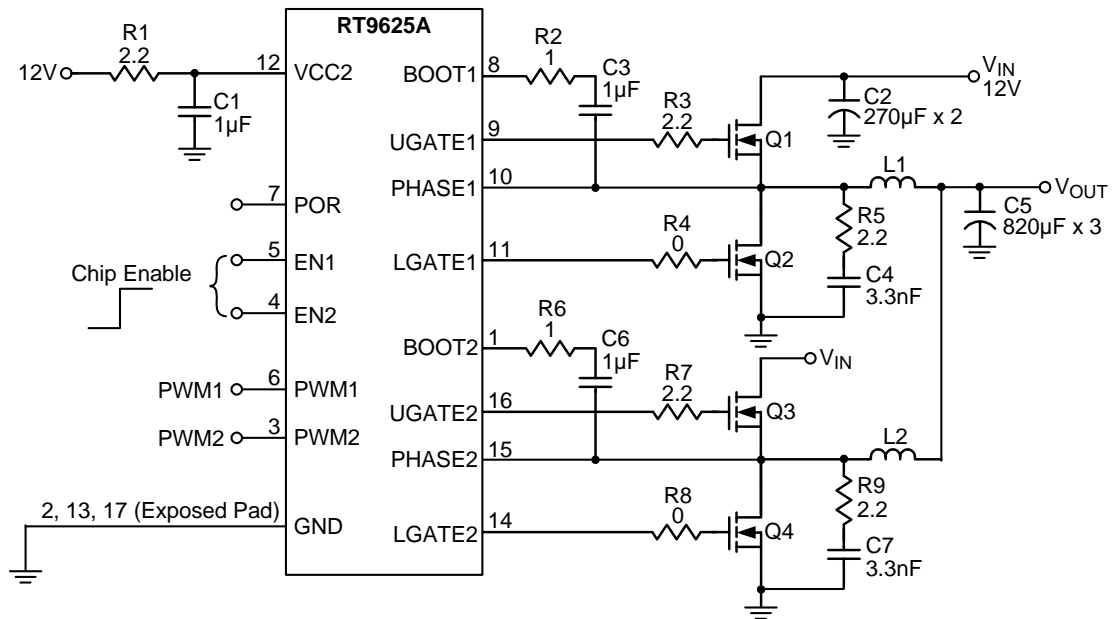 RT9625A
12V
R1
2.2
12
VCC2
C1
1µF
7
POR
Chip Enable
5
EN1
4
EN2
PWM1
6
PWM1
PWM2
3
PWM2
2, 13, 17 (Exposed Pad)
GND
BOOT1
8
R2
1
C3
1µF
UGATE1
9
R3
2.2
Q1
C2
270µF x 2
VIN
12V
PHASE1
10
L1
VOUT
C5
820µF x 3
R5
2.2
C4
3.3nF
LGATE1
11
R4
0
Q2
BOOT2
1
R6
1
C6
1µF
VIN
UGATE2
16
R7
2.2
Q3
PHASE2
15
L2
R9
2.2
C7
3.3nF
LGATE2
14
R8
0
Q4